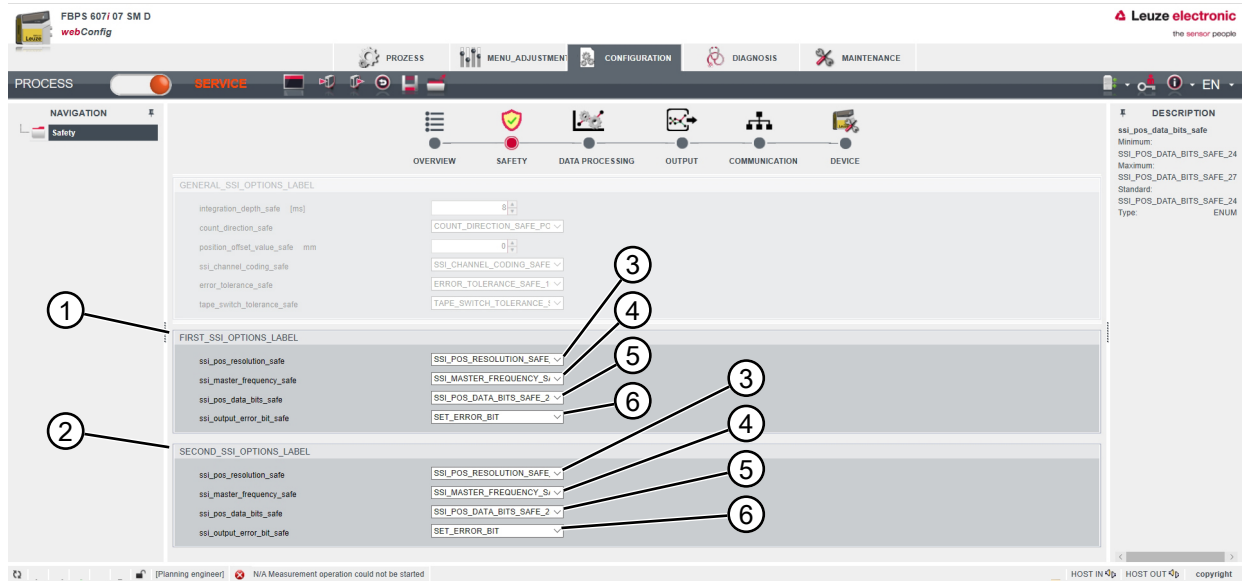 FBPS 607i 07 SM D
webConfig
Leuze
Leuze electronic
the sensor people
PROZESS
MENU_ADJUSTMENT
CONFIGURATION
DIAGNOSIS
MAINTENANCE
PROCESS
SERVICE
EN
NAVIGATION
Safety
OVERVIEW
SAFETY
DATA PROCESSING
OUTPUT
COMMUNICATION
DEVICE
DESCRIPTION
ssi_pos_data_bits_safe
Minimum:
SSI_POS_DATA_BITS_SAFE_24
Maximum:
SSI_POS_DATA_BITS_SAFE_27
Standard:
SSI_POS_DATA_BITS_SAFE_24
Type: ENUM
GENERAL_SSI_OPTIONS_LABEL
integration_depth_safe [ms] 8
count_direction_safe COUNT_DIRECTION_SAFE_PC
position_offset_value_safe mm 0
ssi_channel_coding_safe SSI_CHANNEL_CODING_SAFE
error_tolerance_safe ERROR_TOLERANCE_SAFE_1
tape_switch_tolerance_safe TAPE_SWITCH_TOLERANCE_
1
FIRST_SSI_OPTIONS_LABEL
ssi_pos_resolution_safe SSI_POS_RESOLUTION_SAFE_ 3
ssi_master_frequency_safe SSI_MASTER_FREQUENCY_S 4
ssi_pos_data_bits_safe SSI_POS_DATA_BITS_SAFE_2 5
ssi_output_error_bit_safe SET_ERROR_BIT 6
2
SECOND_SSI_OPTIONS_LABEL
ssi_pos_resolution_safe SSI_POS_RESOLUTION_SAFE_ 3
ssi_master_frequency_safe SSI_MASTER_FREQUENCY_S 4
ssi_pos_data_bits_safe SSI_POS_DATA_BITS_SAFE_2 5
ssi_output_error_bit_safe SET_ERROR_BIT 6
[Planning engineer] N/A Measurement operation could not be started
HOST IN HOST OUT copyright